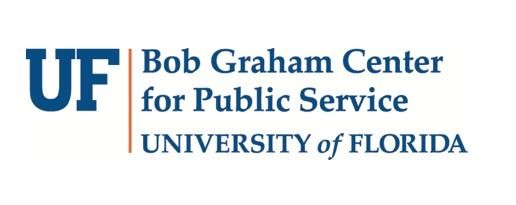 UF
Bob Graham Center
for Public Service
UNIVERSITY of FLORIDA